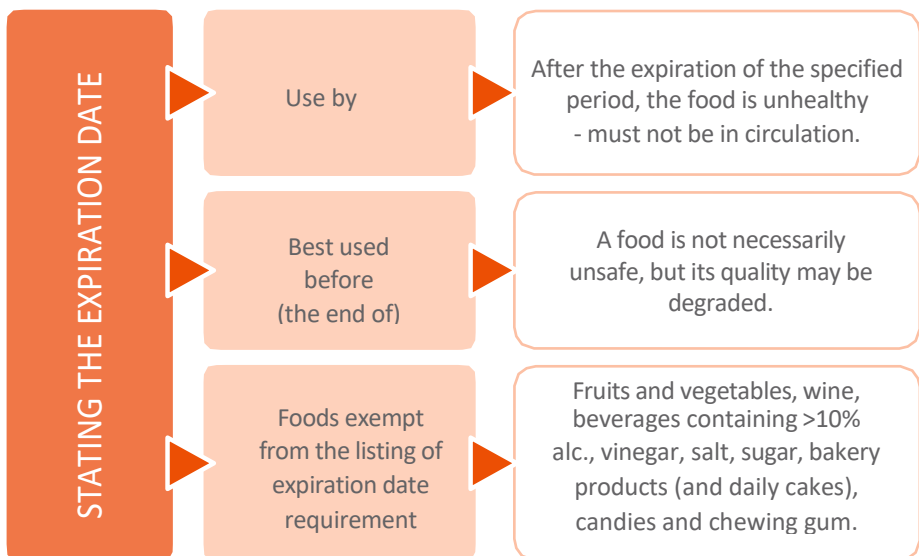 STATING THE EXPIRATION DATE
Use by
After the expiration of the specified
period, the food is unhealthy
- must not be in circulation.
Best used
before
(the end of)
A food is not necessarily
unsafe, but its quality may be
degraded.
Foods exempt
from the listing of
expiration date
requirement
Fruits and vegetables, wine,
beverages containing >10%
alc., vinegar, salt, sugar, bakery
products (and daily cakes),
candies and chewing gum.